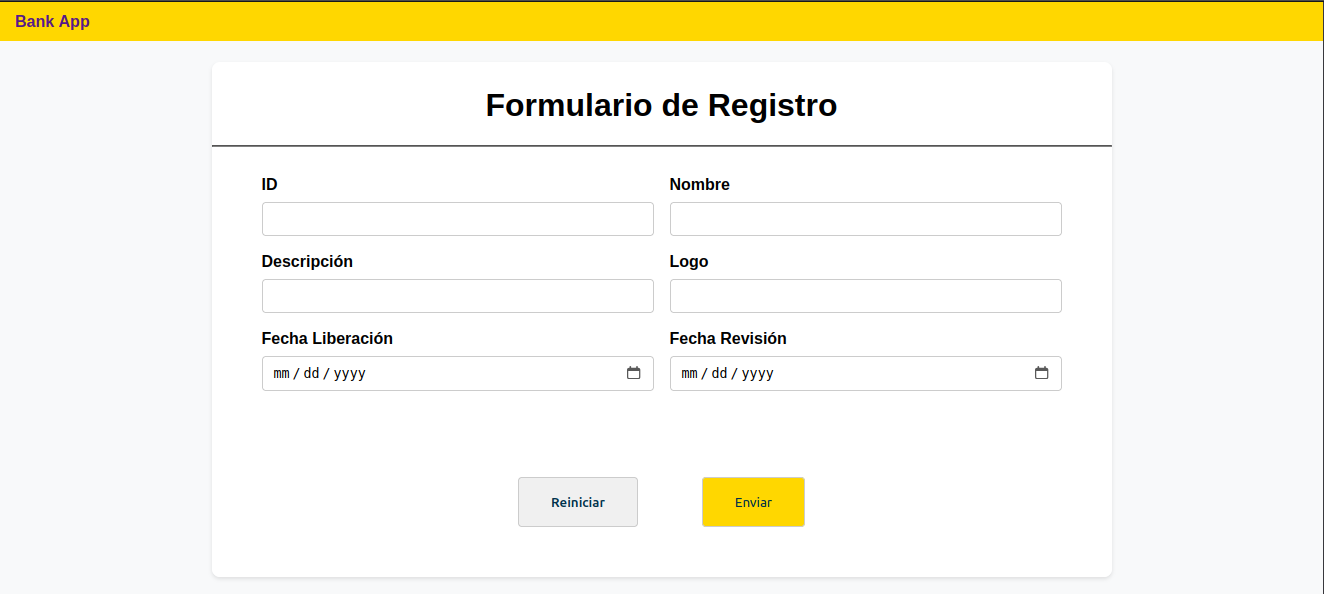 Bank App
Formulario de Registro
ID Nombre
Descripción Logo
Fecha Liberación Fecha Revisión
mm / dd / yyyy mm / dd / yyyy
Reiniciar Enviar